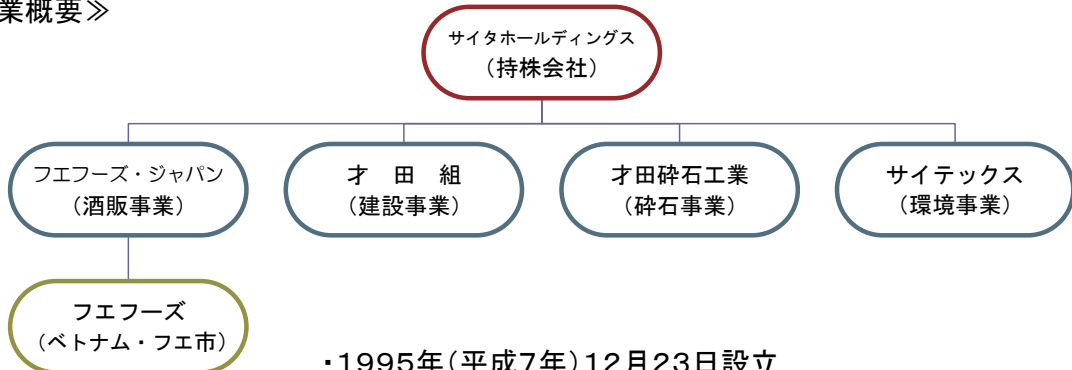 業概要≫
サイタホールディングス
（持株会社）
フエフーズ・ジャパン
（酒販事業）
才　田　組
（建設事業）
才田砕石工業
（砕石事業）
サイテックス
（環境事業）
フエフーズ
（ベトナム・フエ市）
・1995年(平成7年)12月23日設立